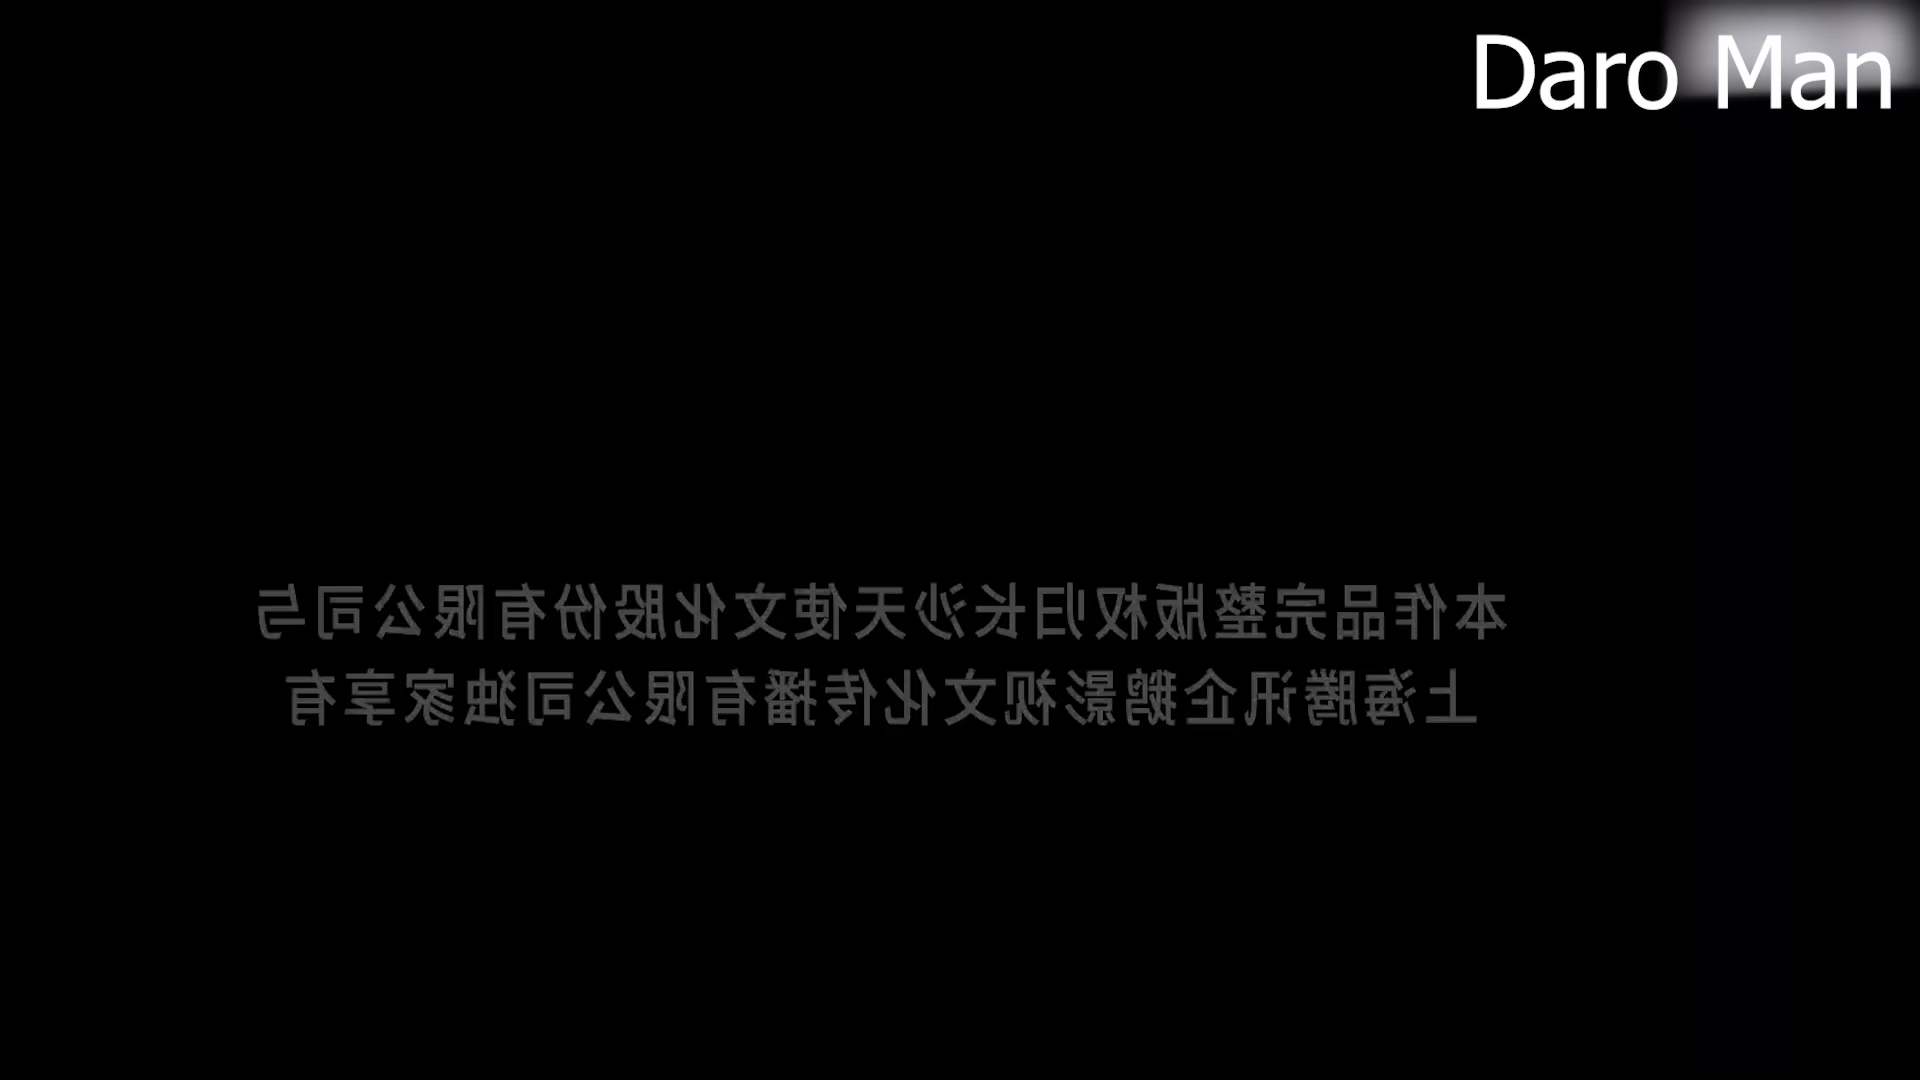 Daro Man
本作品完整版权归长沙天使文化股份有限公司与
上海腾讯企鹅影视文化传播有限公司独家享有